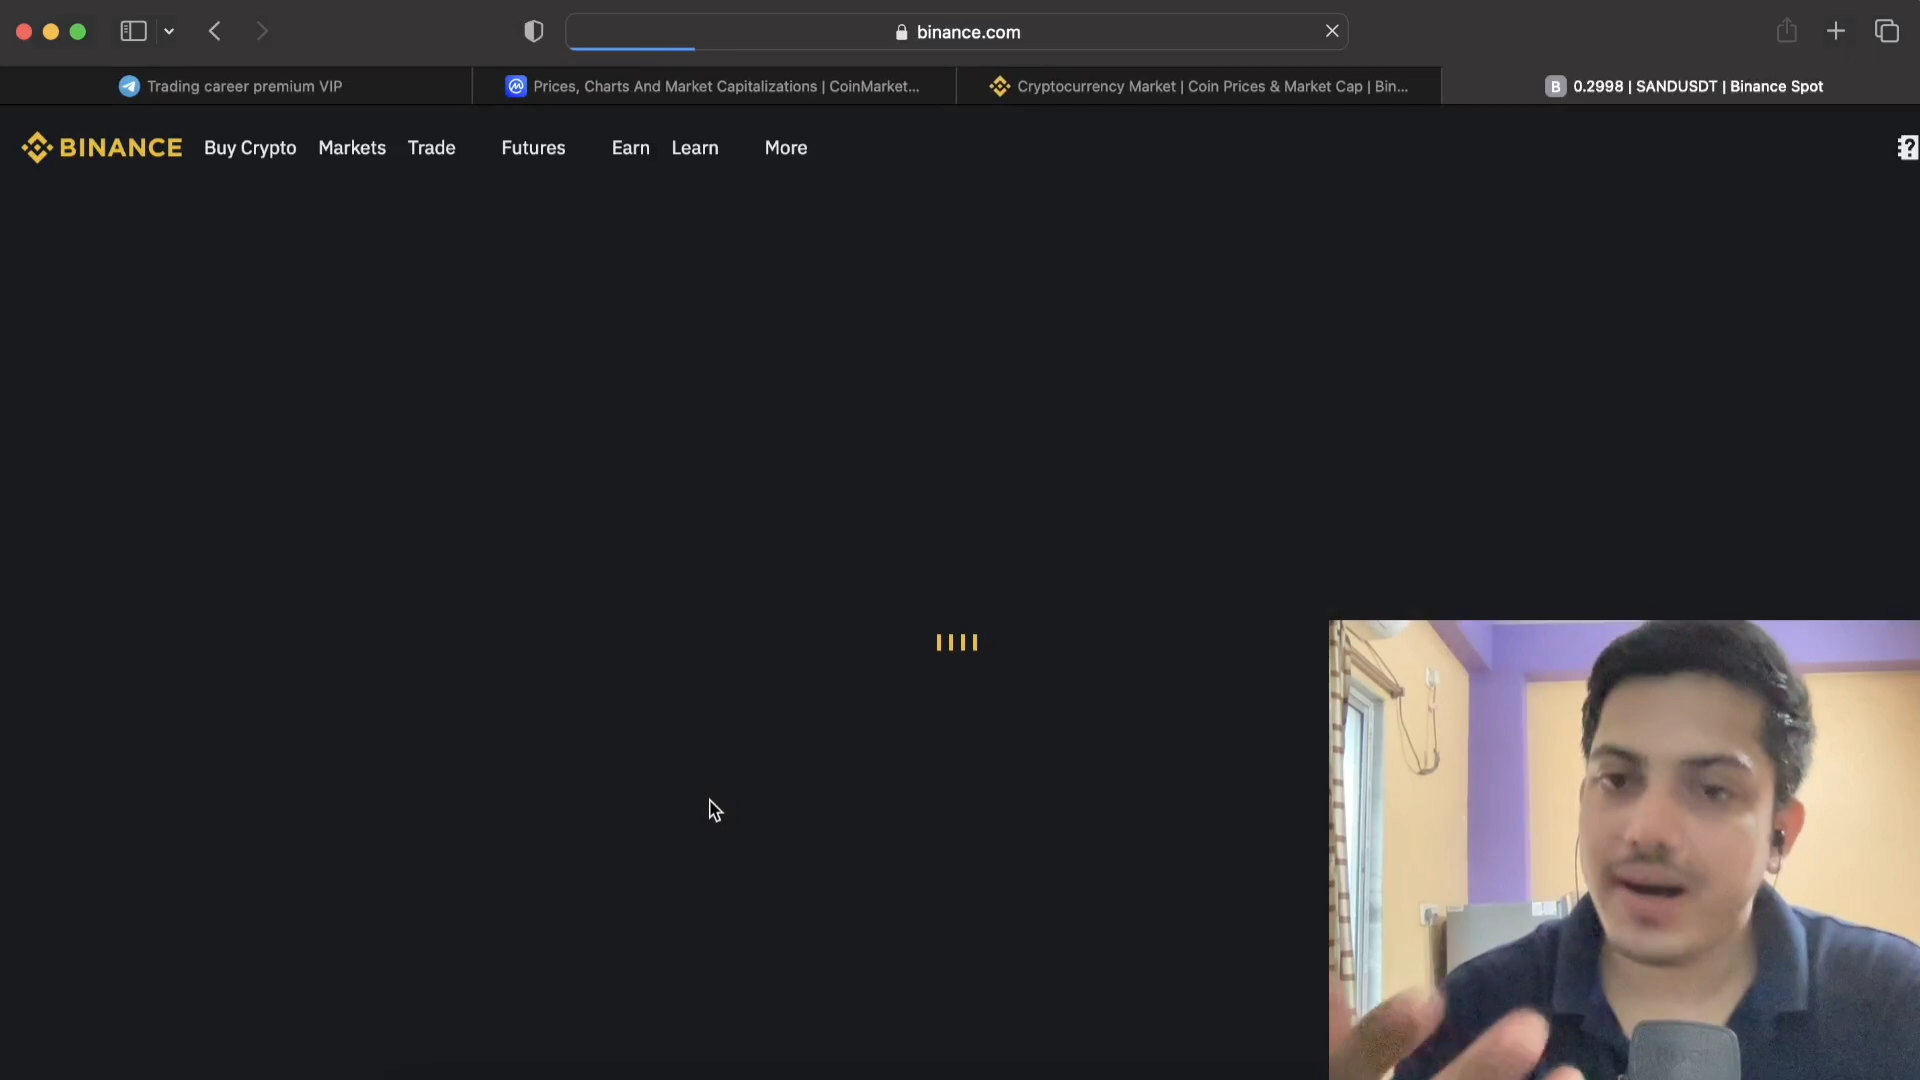 binance.com
Trading career premium VIP
Prices, Charts And Market Capitalizations | CoinMarket...
Cryptocurrency Market | Coin Prices & Market Cap | Bin...
B 0.2998 | SANDUSDT | Binance Spot
BINANCE Buy Crypto Markets Trade Futures Earn Learn More